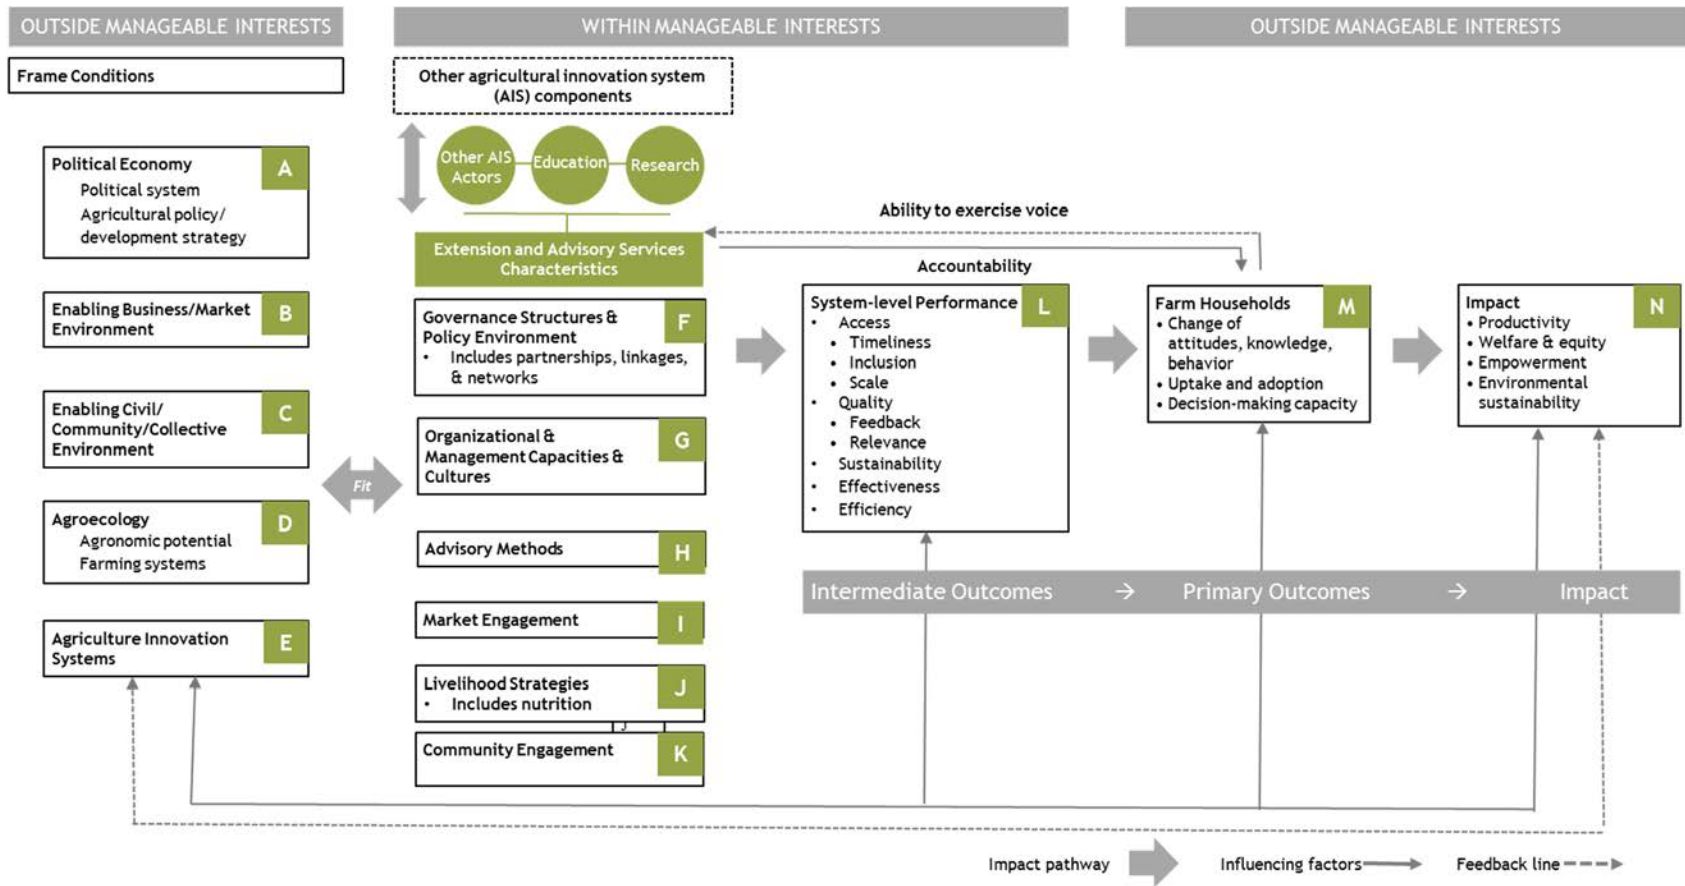 OUTSIDE MANAGEABLE INTERESTS
WITHIN MANAGEABLE INTERESTS
OUTSIDE MANAGEABLE INTERESTS
Frame Conditions
Political Economy
A
Political system
Agricultural policy/
development strategy
Enabling Business/Market
Environment
B
Enabling Civil/
Community/Collective
Environment
C
Agroecology
D
Agronomic potential
Farming systems
Agriculture Innovation
Systems
E
Fit
Other agricultural innovation system
(AIS) components
Other AIS
Actors
Education
Research
Extension and Advisory Services
Characteristics
Governance Structures &
Policy Environment
F
• Includes partnerships, linkages,
& networks
Organizational &
Management Capacities &
Cultures
G
Advisory Methods
H
Market Engagement
I
Livelihood Strategies
J
• Includes nutrition
J
Community Engagement
K
Ability to exercise voice
Accountability
System-level Performance
L
• Access
• Timeliness
• Inclusion
• Scale
• Quality
• Feedback
• Relevance
• Sustainability
• Effectiveness
• Efficiency
Farm Households
M
• Change of
attitudes, knowledge,
behavior
• Uptake and adoption
• Decision-making capacity
Impact
N
• Productivity
• Welfare & equity
• Empowerment
• Environmental
sustainability
Intermediate Outcomes → Primary Outcomes → Impact
Impact pathway
Influencing factors
Feedback line